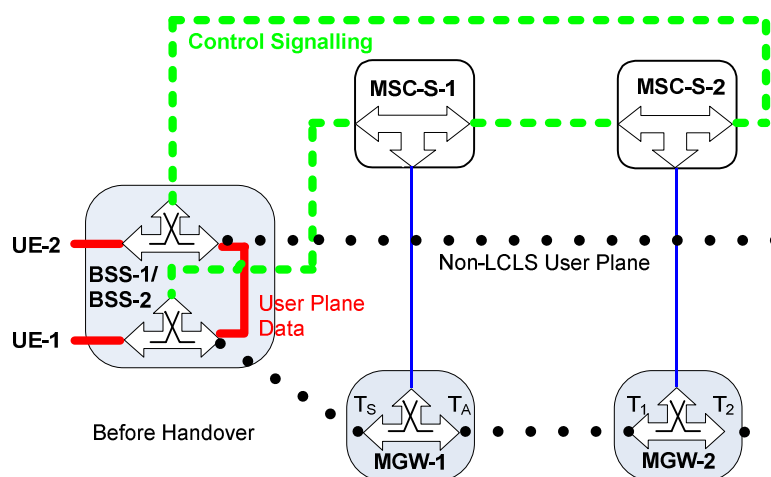 Control Signalling
MSC-S-1
MSC-S-2
UE-2
Non-LCLS User Plane
BSS-1/
BSS-2
User Plane
Data
UE-1
TS
TA
T1
T2
Before Handover
MGW-1
MGW-2